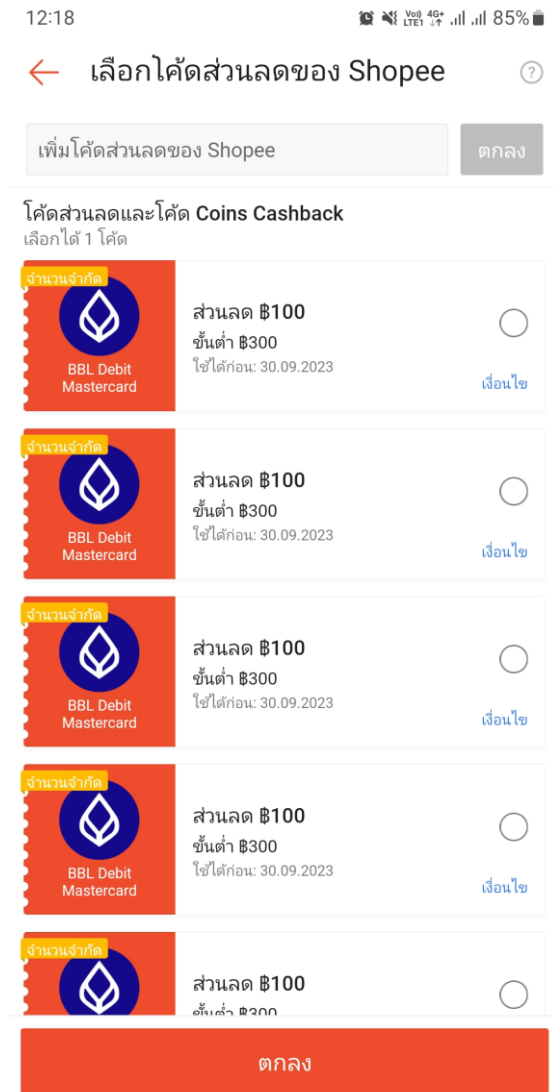 12:18
Vo)) 4G+
LTE1
85%
เลือกโค้ดส่วนลดของ Shopee
?
เพิ่มโค้ดส่วนลดของ Shopee
ตกลง
โค้ดส่วนลดและโค้ด Coins Cashback
เลือกได้ 1 โค้ด
จำนวนจำกัด
BBL Debit
Mastercard
ส่วนลด ฿100
ขั้นต่ำ ฿300
ใช้ได้ก่อน: 30.09.2023
เงื่อนไข
จำนวนจำกัด
BBL Debit
Mastercard
ส่วนลด ฿100
ขั้นต่ำ ฿300
ใช้ได้ก่อน: 30.09.2023
เงื่อนไข
จำนวนจำกัด
BBL Debit
Mastercard
ส่วนลด ฿100
ขั้นต่ำ ฿300
ใช้ได้ก่อน: 30.09.2023
เงื่อนไข
จำนวนจำกัด
BBL Debit
Mastercard
ส่วนลด ฿100
ขั้นต่ำ ฿300
ใช้ได้ก่อน: 30.09.2023
เงื่อนไข
จำนวนจำกัด
ส่วนลด ฿100
ขั้นต่ำ ฿300
ตกลง